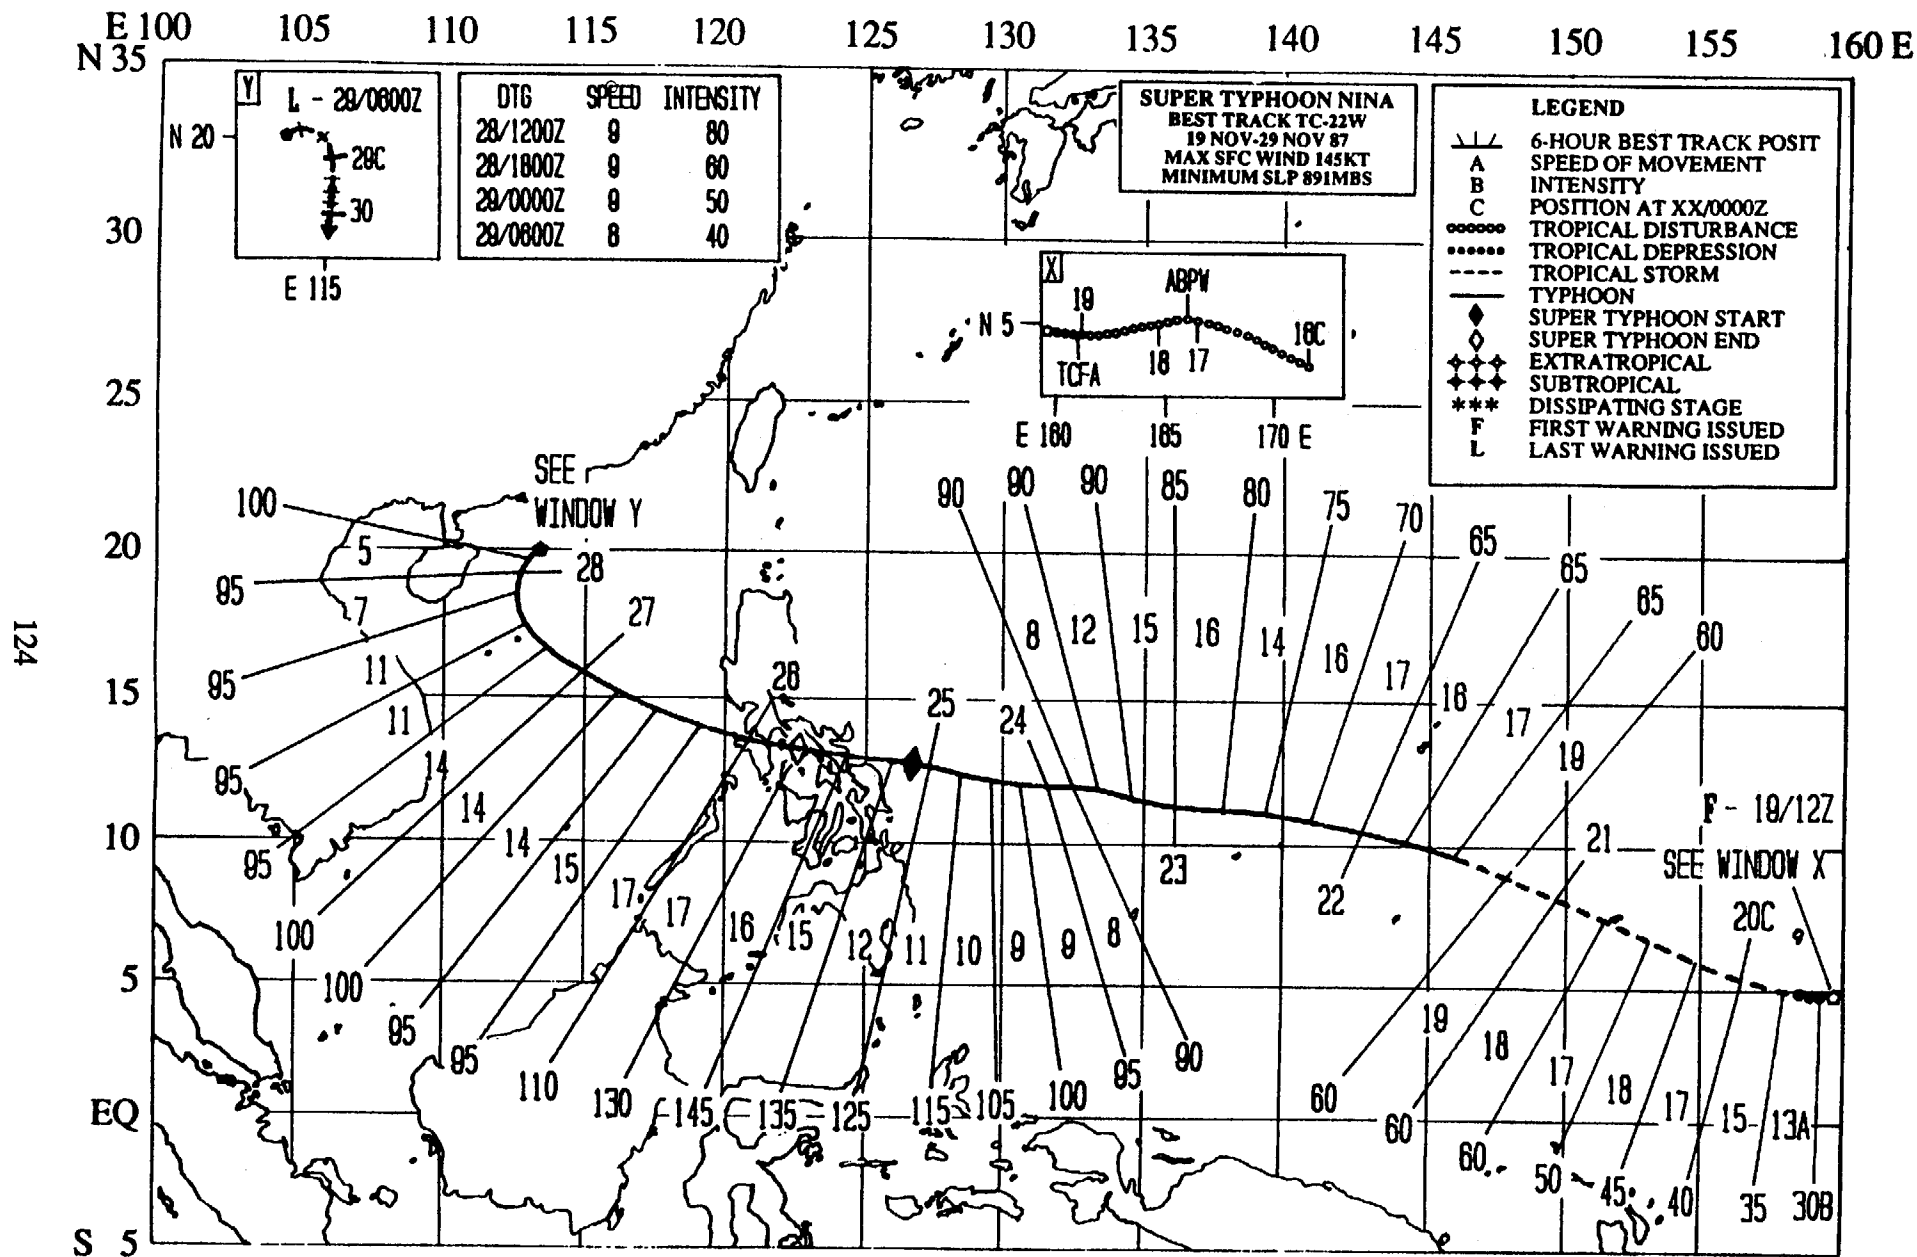 E 100 105 110 115 120 125 130 135 140 145 150 155 160 E
N 35
30
25
20
15
10
5
EQ
S 5
124
Y
L - 29/0600Z
N 20
29C
30
E 115
DTG SPEED INTENSITY
28/1200Z 9 80
28/1800Z 9 60
29/0000Z 9 50
29/0600Z 8 40
SUPER TYPHOON NINA
BEST TRACK TC-22W
19 NOV-29 NOV 87
MAX SFC WIND 145KT
MINIMUM SLP 891MBS
X
ABPW
19
N 5
TCFA
18
17
16C
E 160 165 170 E
LEGEND
6-HOUR BEST TRACK POSIT
A SPEED OF MOVEMENT
B INTENSITY
C POSITION AT XX/0000Z
TROPICAL DISTURBANCE
TROPICAL DEPRESSION
TROPICAL STORM
TYPHOON
SUPER TYPHOON START
SUPER TYPHOON END
EXTRATROPICAL
SUBTROPICAL
*** DISSIPATING STAGE
F FIRST WARNING ISSUED
L LAST WARNING ISSUED
SEE
WINDOW Y
100
5
28
95
7
27
95
11
11
95
14
14
95
14
100
15
100
17
17
95
16
95
15
110
12
130
11
145
10
135
9
125
9
115
8
105
100
95
90
26
25
24
23
22
21
90 90 90 85 80 75 70 65 65 65 60
8 12 15 16 14 16 17 16 17 19
F - 19/12Z
SEE WINDOW X
20C
19 18 17 18 17 15 13A
60 60 60 50 45 40 35 30B